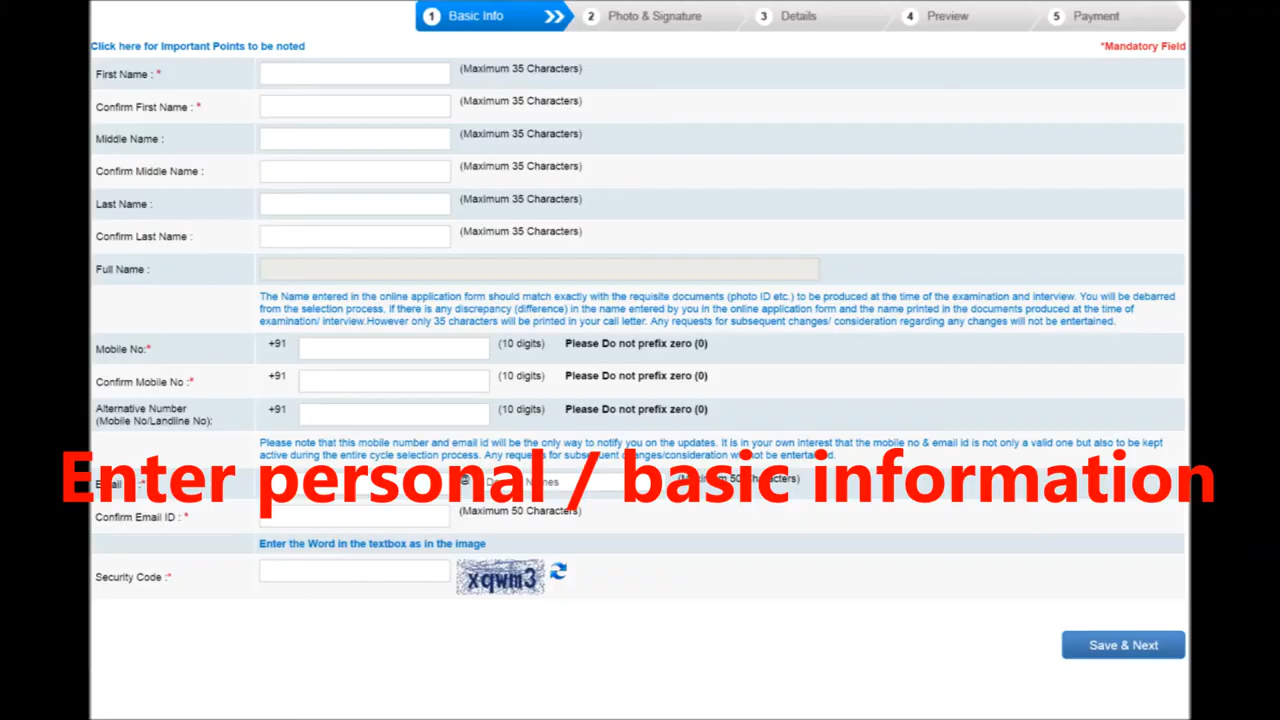 1 Basic Info 2 Photo & Signature 3 Details 4 Preview 5 Payment
Click here for Important Points to be noted *Mandatory Field
First Name : * (Maximum 35 Characters)
Confirm First Name : * (Maximum 35 Characters)
Middle Name : (Maximum 35 Characters)
Confirm Middle Name : (Maximum 35 Characters)
Last Name : (Maximum 35 Characters)
Confirm Last Name : (Maximum 35 Characters)
Full Name :
The Name entered in the online application form should match exactly with the requisite documents (photo ID etc.) to be produced at the time of the examination and interview. You will be debarred
from the selection process, if there is any discrepancy (difference) in the name entered by you in the online application form and the name printed in the documents produced at the time of
examination/ interview.However only 35 characters will be printed in your call letter. Any requests for subsequent changes/ consideration regarding any changes will not be entertained.
Mobile No:* +91 (10 digits) Please Do not prefix zero (0)
Confirm Mobile No :* +91 (10 digits) Please Do not prefix zero (0)
Alternative Number
(Mobile No/Landline No): +91 (10 digits) Please Do not prefix zero (0)
Please note that this mobile number and email id will be the only way to notify you on the updates. It is in your own interest that the mobile no & email id is not only a valid one but also to be kept
active during the entire cycle selection process. Any requests for subsequent changes/consideration will not be entertained.
Enter personal / basic information
Email :* @ Names (Maximum 50 Characters)
Confirm Email ID : * (Maximum 50 Characters)
Enter the Word in the textbox as in the image
Security Code :* xqwm3
Save & Next